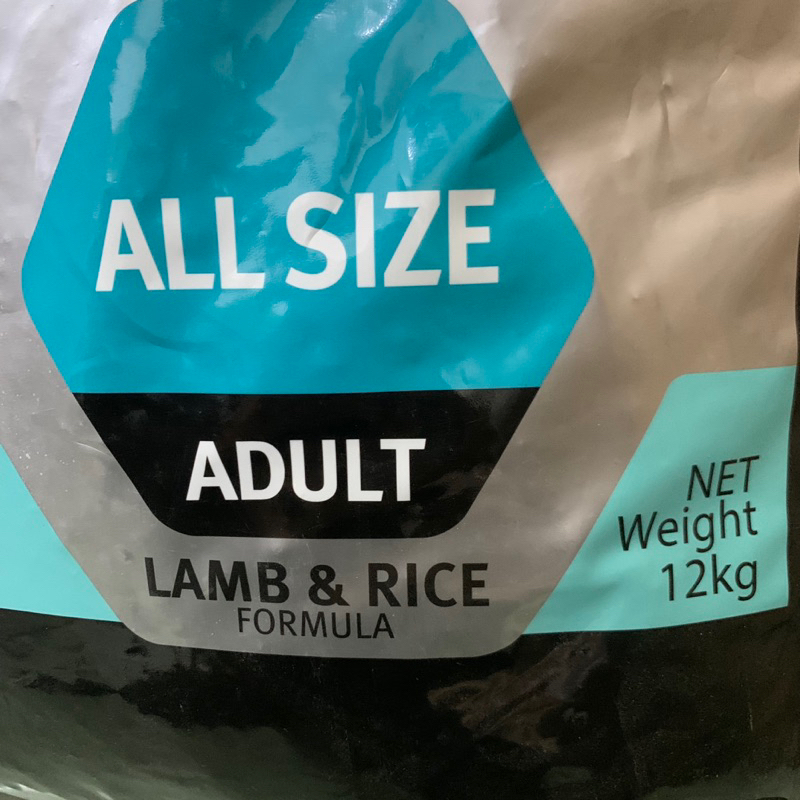 ALL SIZE
ADULT
LAMB & RICE
FORMULA
NET
Weight
12kg